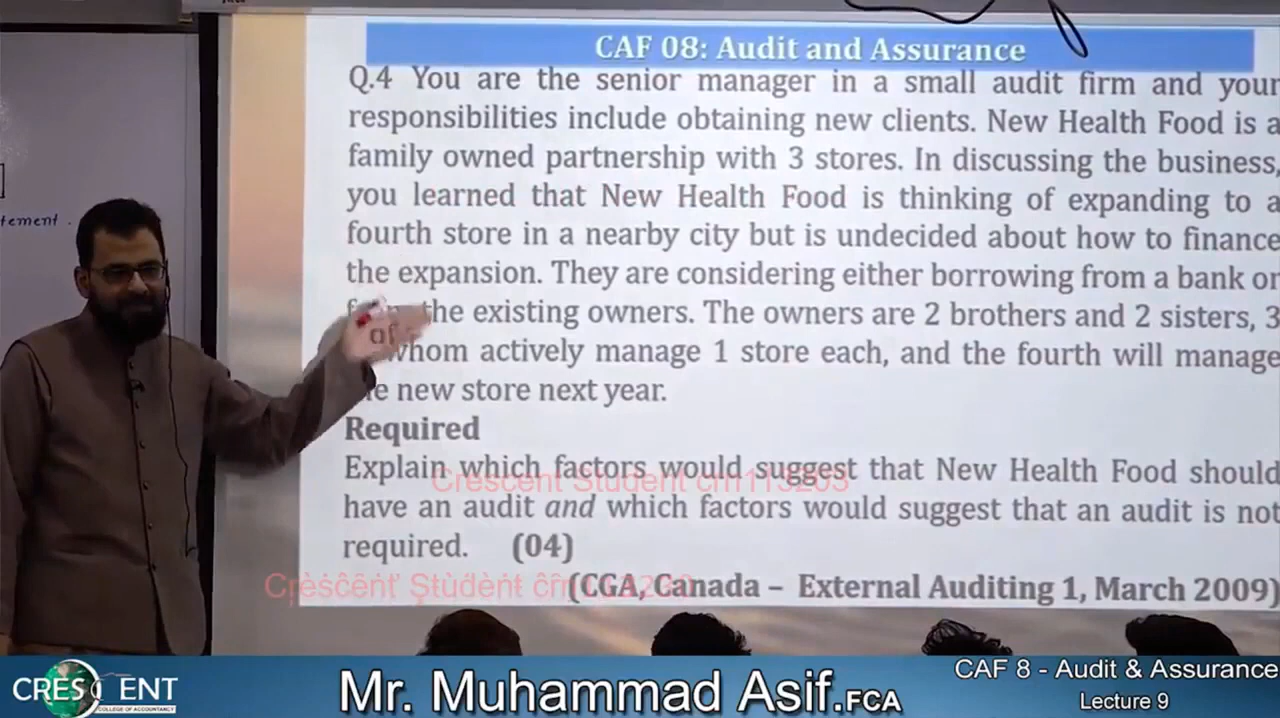 CAF 08: Audit and Assurance
Q.4 You are the senior manager in a small audit firm and your
responsibilities include obtaining new clients. New Health Food is a
family owned partnership with 3 stores. In discussing the business,
you learned that New Health Food is thinking of expanding to a
fourth store in a nearby city but is undecided about how to finance
the expansion. They are considering either borrowing from a bank or
the existing owners. The owners are 2 brothers and 2 sisters, 3
of whom actively manage 1 store each, and the fourth will manage
new store next year.
Required
Explain which factors would suggest that New Health Food should
have an audit and which factors would suggest that an audit is not
required. (04)
(CGA, Canada – External Auditing 1, March 2009)
tement.
Crescent Student
Crescent Student
CRESCENT
COLLEGE OF ACCOUNTANCY
Mr. Muhammad Asif.FCA
CAF 8 - Audit & Assurance
Lecture 9